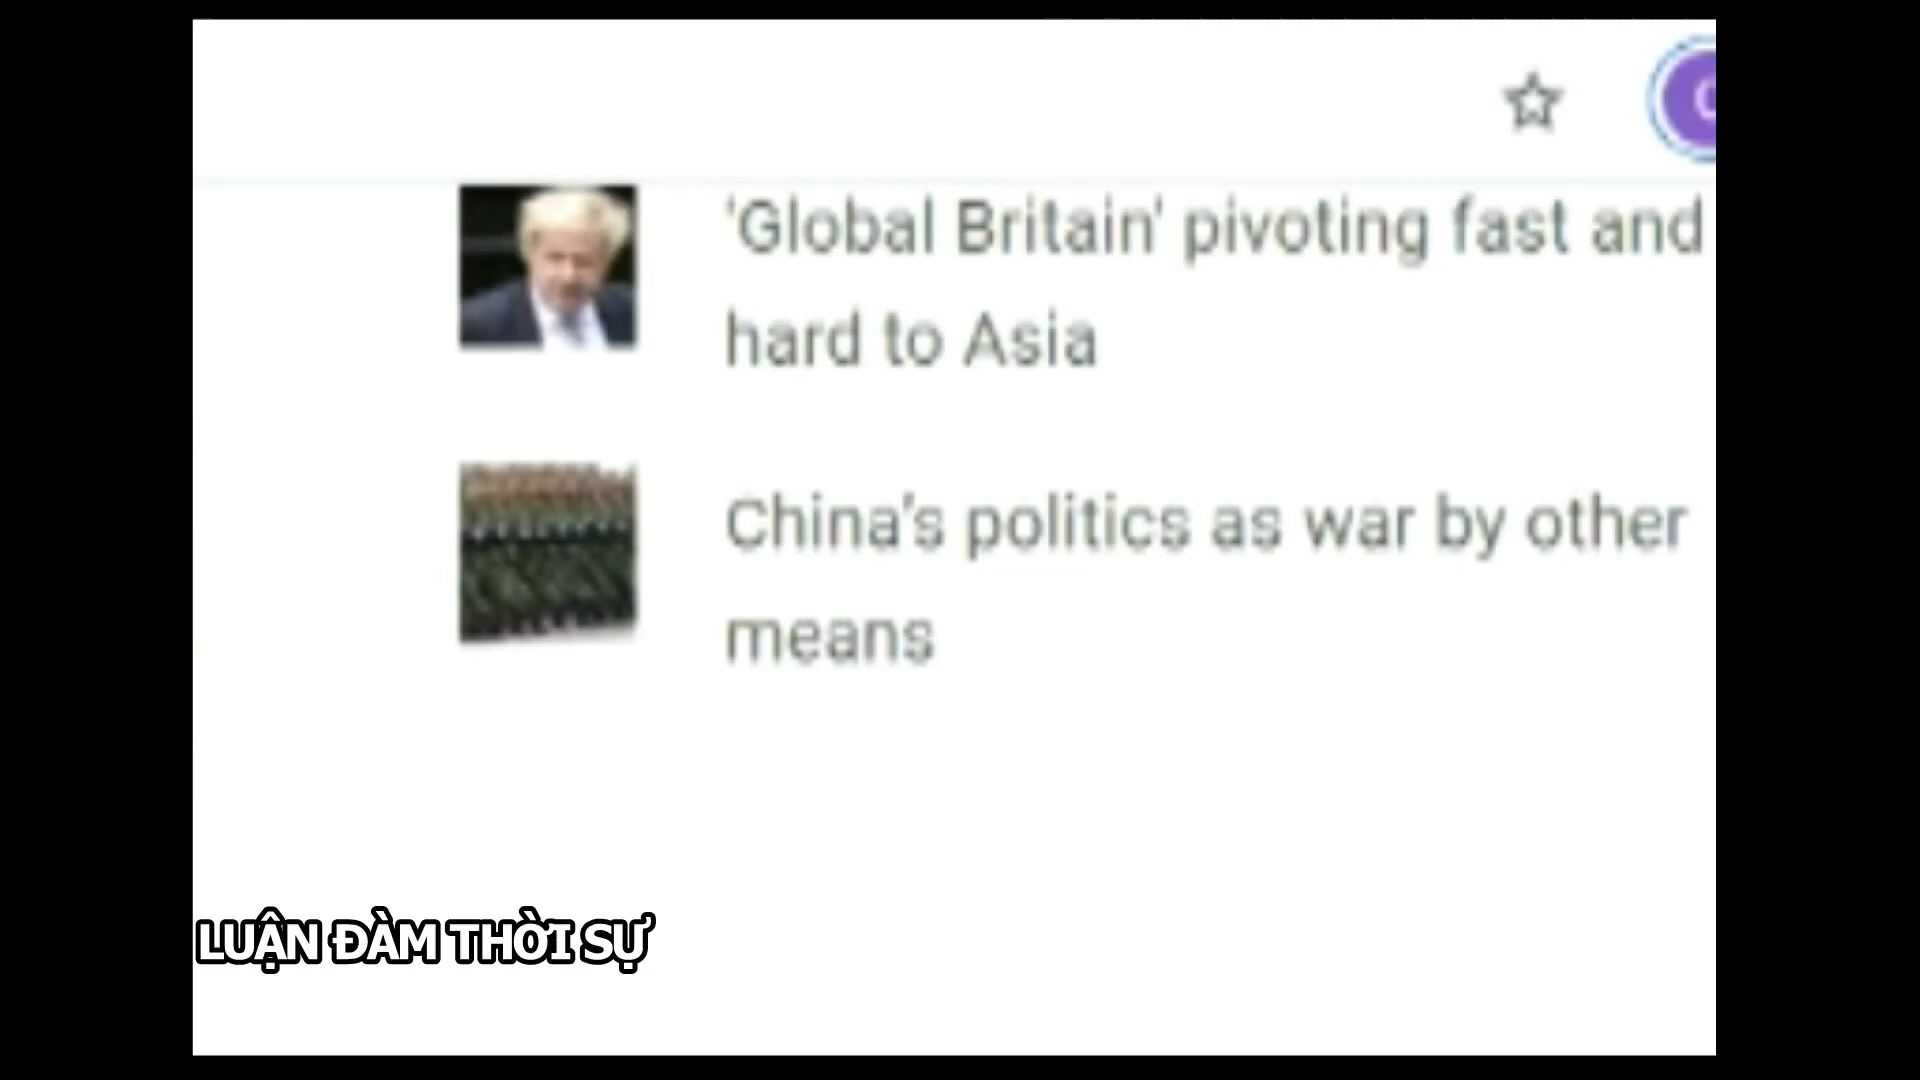 'Global Britain' pivoting fast and
hard to Asia
China's politics as war by other
means
LUẬN ĐÀM THỜI SỰ